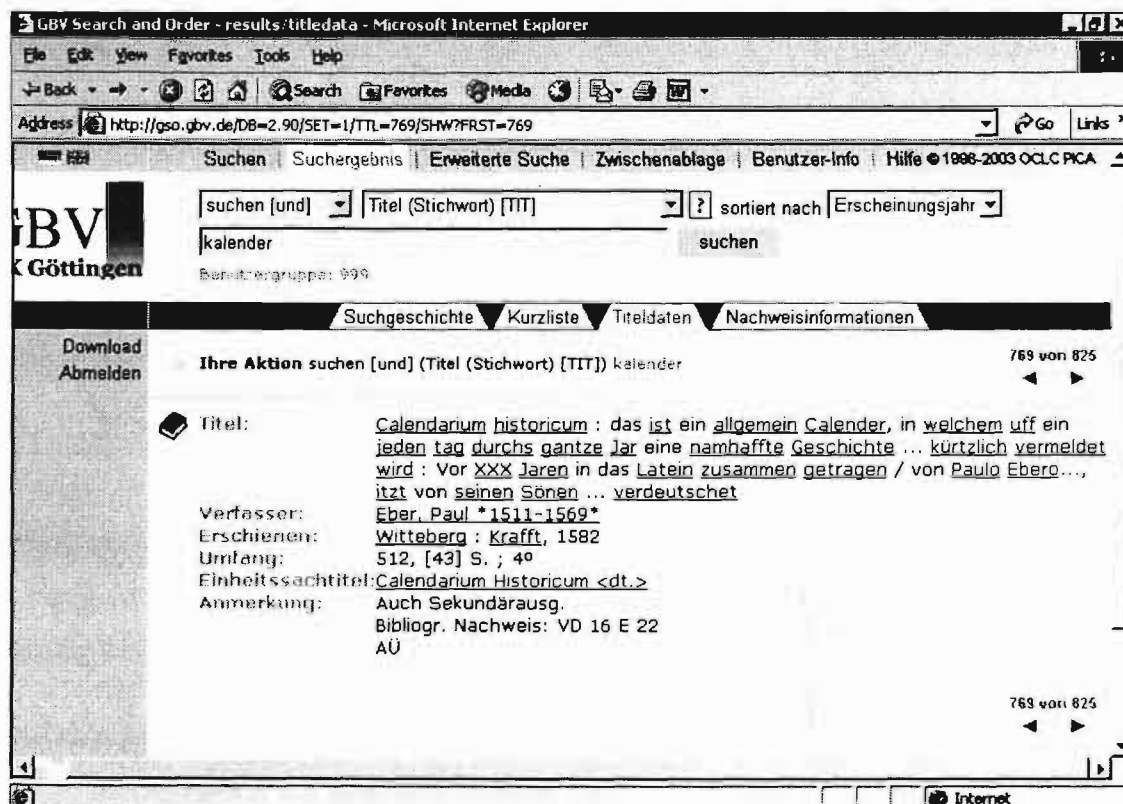 GBV Search and Order - results/titledata - Microsoft Internet Explorer
File Edit View Favorites Tools Help
Back Search Favorites Media
Address http://gso.gbv.de/DB=2.90/SET=1/TTL=769/SHW?FRST=769 Go Links
Suchen | Suchergebnis | Erweiterte Suche | Zwischenablage | Benutzer-Info | Hilfe © 1998-2003 OCLC PICA
suchen [und] Titel (Stichwort) [TIT] ? sortiert nach Erscheinungsjahr
GBV
kalender suchen
K Göttingen
Benutzergruppe: 999
Suchgeschichte Kurzliste Titeldaten Nachweisinformationen
Download
Abmelden
Ihre Aktion suchen [und] (Titel (Stichwort) [TIT]) kalender
769 von 825
Titel: Calendarium historicum : das ist ein allgemein Calender, in welchem uff ein
jeden tag durchs gantze Jar eine namhaffte Geschichte ... kürtzlich vermeldet
wird : Vor XXX Jaren in das Latein zusammen getragen / von Paulo Ebero...,
itzt von seinen Sönen ... verdeutschet
Verfasser: Eber, Paul *1511-1569*
Erschienen: Witteberg : Krafft, 1582
Umfang: 512, [43] S. ; 4º
Einheitssachtitel: Calendarium Historicum <dt.>
Anmerkung: Auch Sekundärausg.
Bibliogr. Nachweis: VD 16 E 22
AÜ
769 von 825
Internet